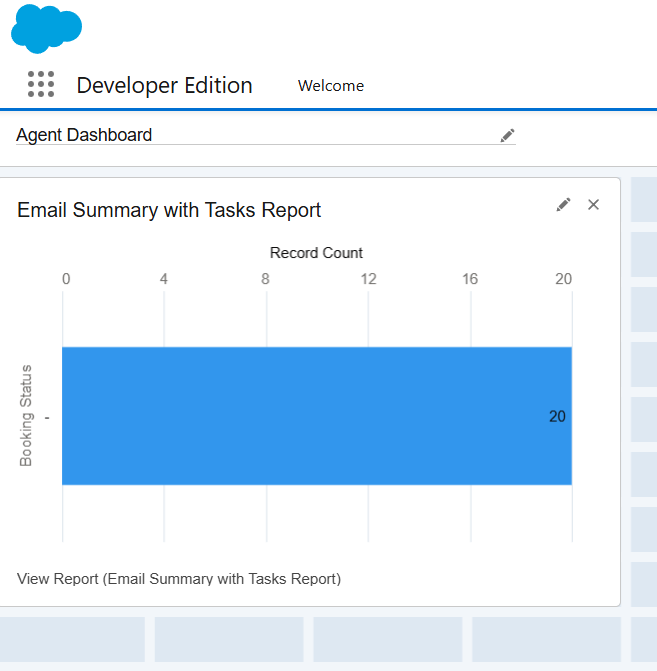 Developer Edition Welcome
Agent Dashboard
Email Summary with Tasks Report
Record Count
0 4 8 12 16 20
Booking Status
-
20
View Report (Email Summary with Tasks Report)